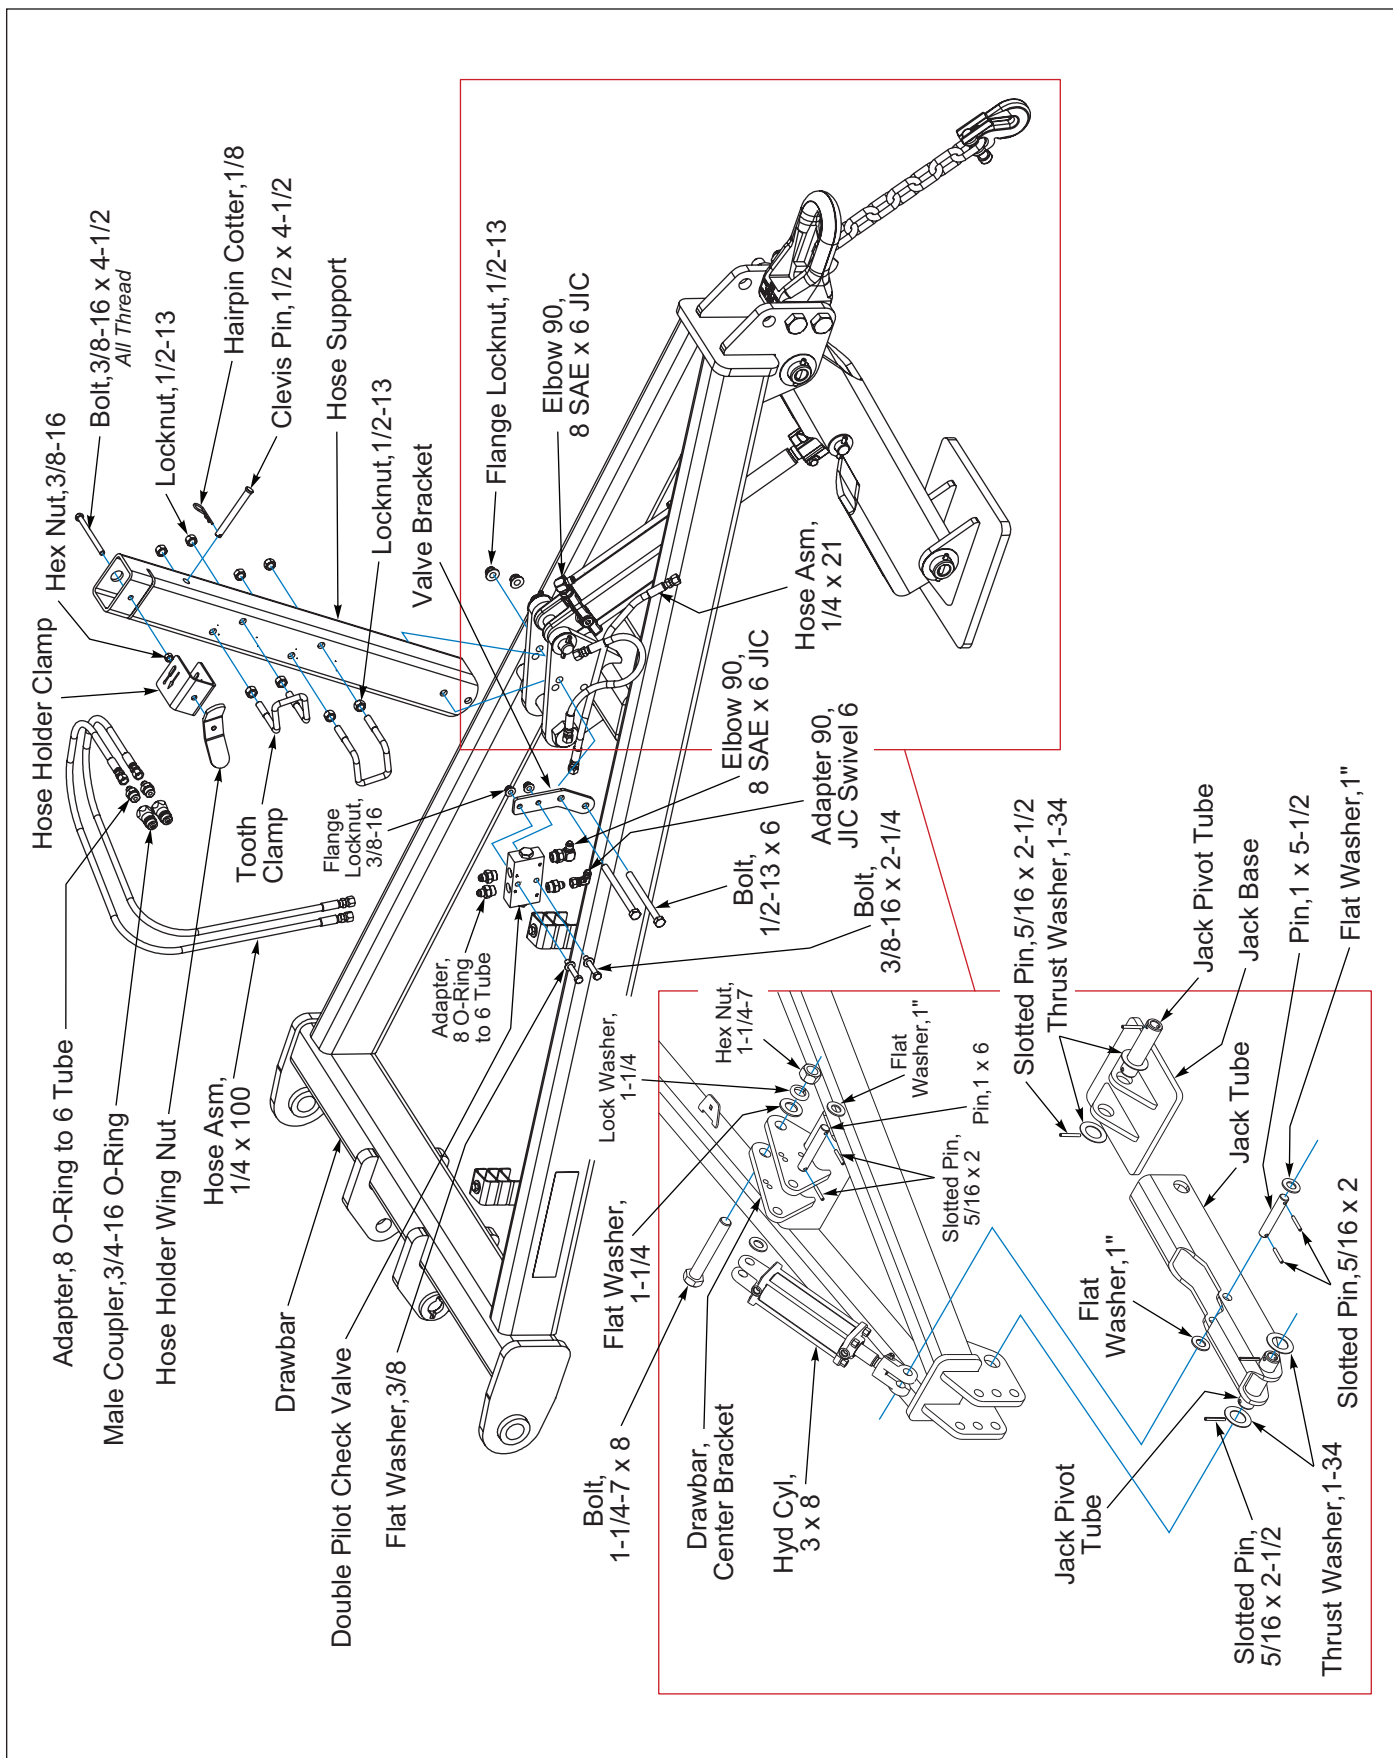 Hose Holder Clamp
Hex Nut,3/8-16
Bolt,3/8-16 x 4-1/2
All Thread
Locknut,1/2-13
Hairpin Cotter,1/8
Clevis Pin,1/2 x 4-1/2
Hose Support
Locknut,1/2-13
Valve Bracket
Flange Locknut,1/2-13
Elbow 90,
8 SAE x 6 JIC
Hose Asm,
1/4 x 21
Adapter,8 O-Ring to 6 Tube
Male Coupler,3/4-16 O-Ring
Hose Holder Wing Nut
Hose Asm,
1/4 x 100
Tooth
Clamp
Flange
Locknut,
3/8-16
Elbow 90,
8 SAE x 6 JIC
Adapter 90,
JIC Swivel 6
Bolt,
1/2-13 x 6
Bolt,
3/8-16 x 2-1/4
Adapter,
8 O-Ring
to 6 Tube
Drawbar
Double Pilot Check Valve
Flat Washer,3/8
Lock Washer,
1-1/4
Hex Nut,
1-1/4-7
Flat
Washer,1"
Pin,1 x 6
Slotted Pin,
5/16 x 2
Flat Washer,
1-1/4
Bolt,
1-1/4-7 x 8
Drawbar,
Center Bracket
Hyd Cyl,
3 x 8
Slotted Pin,5/16 x 2-1/2
Thrust Washer,1-34
Jack Pivot Tube
Jack Base
Jack Tube
Pin,1 x 5-1/2
Flat Washer,1"
Flat
Washer,1"
Slotted Pin,5/16 x 2
Jack Pivot
Tube
Slotted Pin,
5/16 x 2-1/2
Thrust Washer,1-34